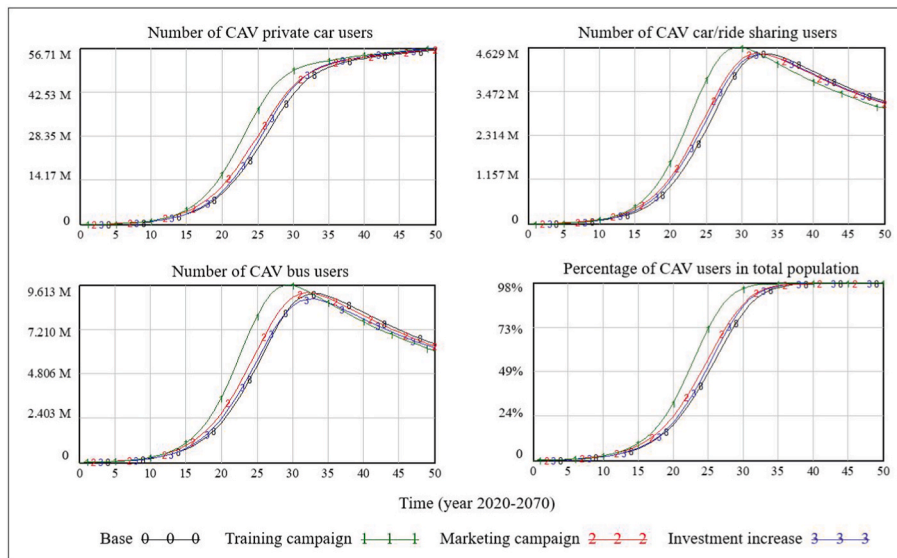 Number of CAV private car users
56.71 M
42.53 M
28.35 M
14.17 M
0
0 5 10 15 20 25 30 35 40 45 50
Number of CAV car/ride sharing users
4.629 M
3.472 M
2.314 M
1.157 M
0
0 5 10 15 20 25 30 35 40 45 50
Number of CAV bus users
9.613 M
7.210 M
4.806 M
2.403 M
0
0 5 10 15 20 25 30 35 40 45 50
Percentage of CAV users in total population
98%
73%
49%
24%
0
0 5 10 15 20 25 30 35 40 45 50
Time (year 2020-2070)
Base 0 0 0 Training campaign 1 1 1 Marketing campaign 2 2 2 Investment increase 3 3 3